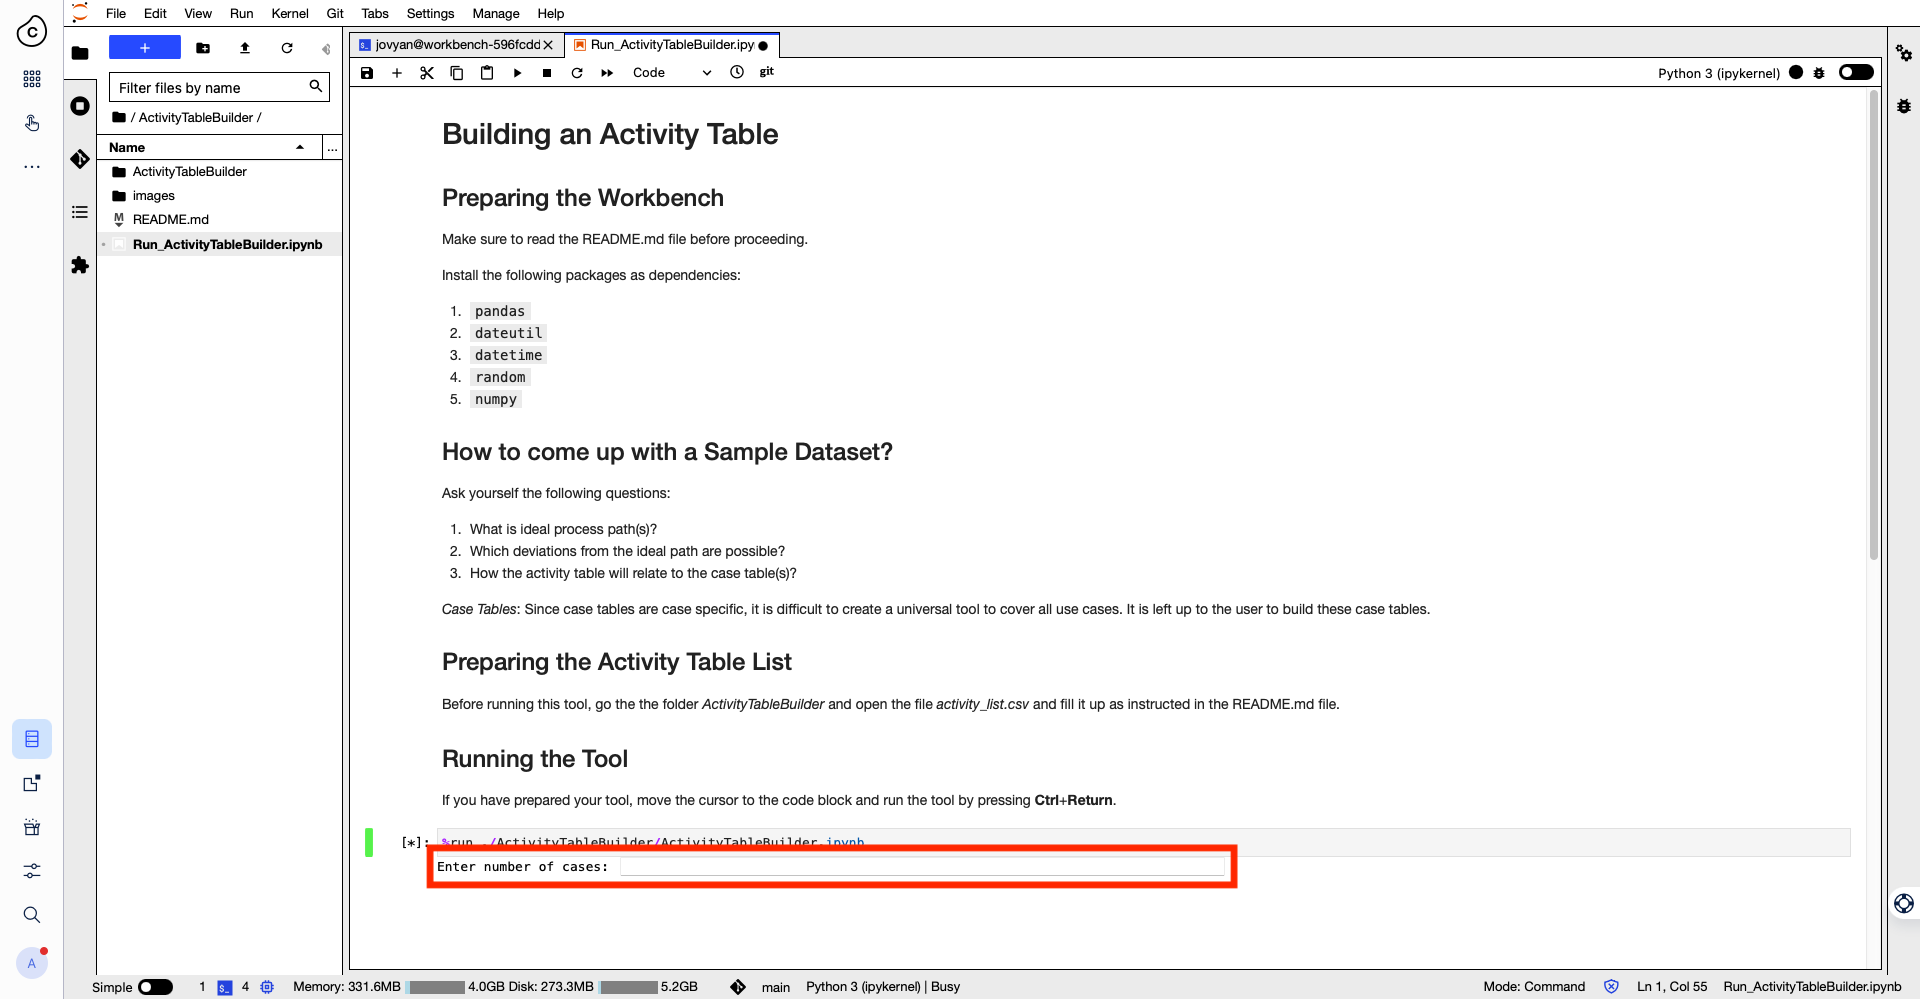 C
File Edit View Run Kernel Git Tabs Settings Manage Help
jovyan@workbench-596fcdd
Run_ActivityTableBuilder.ipy
Code
git
Python 3 (ipykernel)
Filter files by name
/ ActivityTableBuilder /
Name
...
ActivityTableBuilder
images
M README.md
Run_ActivityTableBuilder.ipynb
Building an Activity Table
Preparing the Workbench
Make sure to read the README.md file before proceeding.
Install the following packages as dependencies:
1. pandas
2. dateutil
3. datetime
4. random
5. numpy
How to come up with a Sample Dataset?
Ask yourself the following questions:
1. What is ideal process path(s)?
2. Which deviations from the ideal path are possible?
3. How the activity table will relate to the case table(s)?
Case Tables: Since case tables are case specific, it is difficult to create a universal tool to cover all use cases. It is left up to the user to build these case tables.
Preparing the Activity Table List
Before running this tool, go the the folder ActivityTableBuilder and open the file activity_list.csv and fill it up as instructed in the README.md file.
Running the Tool
If you have prepared your tool, move the cursor to the code block and run the tool by pressing Ctrl+Return.
[*]: %run ./ActivityTableBuilder/ActivityTableBuilder.ipynb
Enter number of cases:
A
Simple 1 $_ 4 Memory: 331.6MB 4.0GB Disk: 273.3MB 5.2GB main Python 3 (ipykernel) | Busy Mode: Command Ln 1, Col 55 Run_ActivityTableBuilder.ipynb